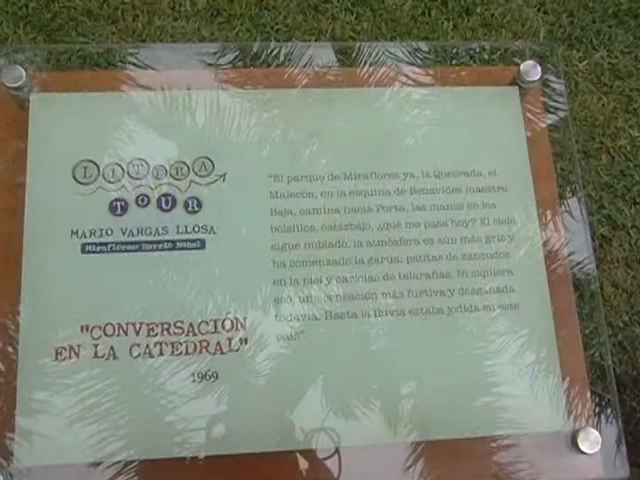 LITERA
TOUR
MARIO VARGAS LLOSA
Miraflores: Barrio Nobel
"CONVERSACIÓN
EN LA CATEDRAL"
1969
"El parque de Miraflores ya, la Quebrada, el
Malecón, en la esquina de Benavides maestro.
Baja, camina hacia Porta, las manos en los
bolsillos, cabizbajo, ¿qué me pasa hoy? El cielo
sigue nublado, la atmósfera es aún más gris y
ha comenzado la garúa: patitas de zancudos
en la piel y caricias de telarañas. Ni siquiera
eso, una sensación más furtiva y desganada
todavía. Hasta la lluvia estaba jodida en este
país"